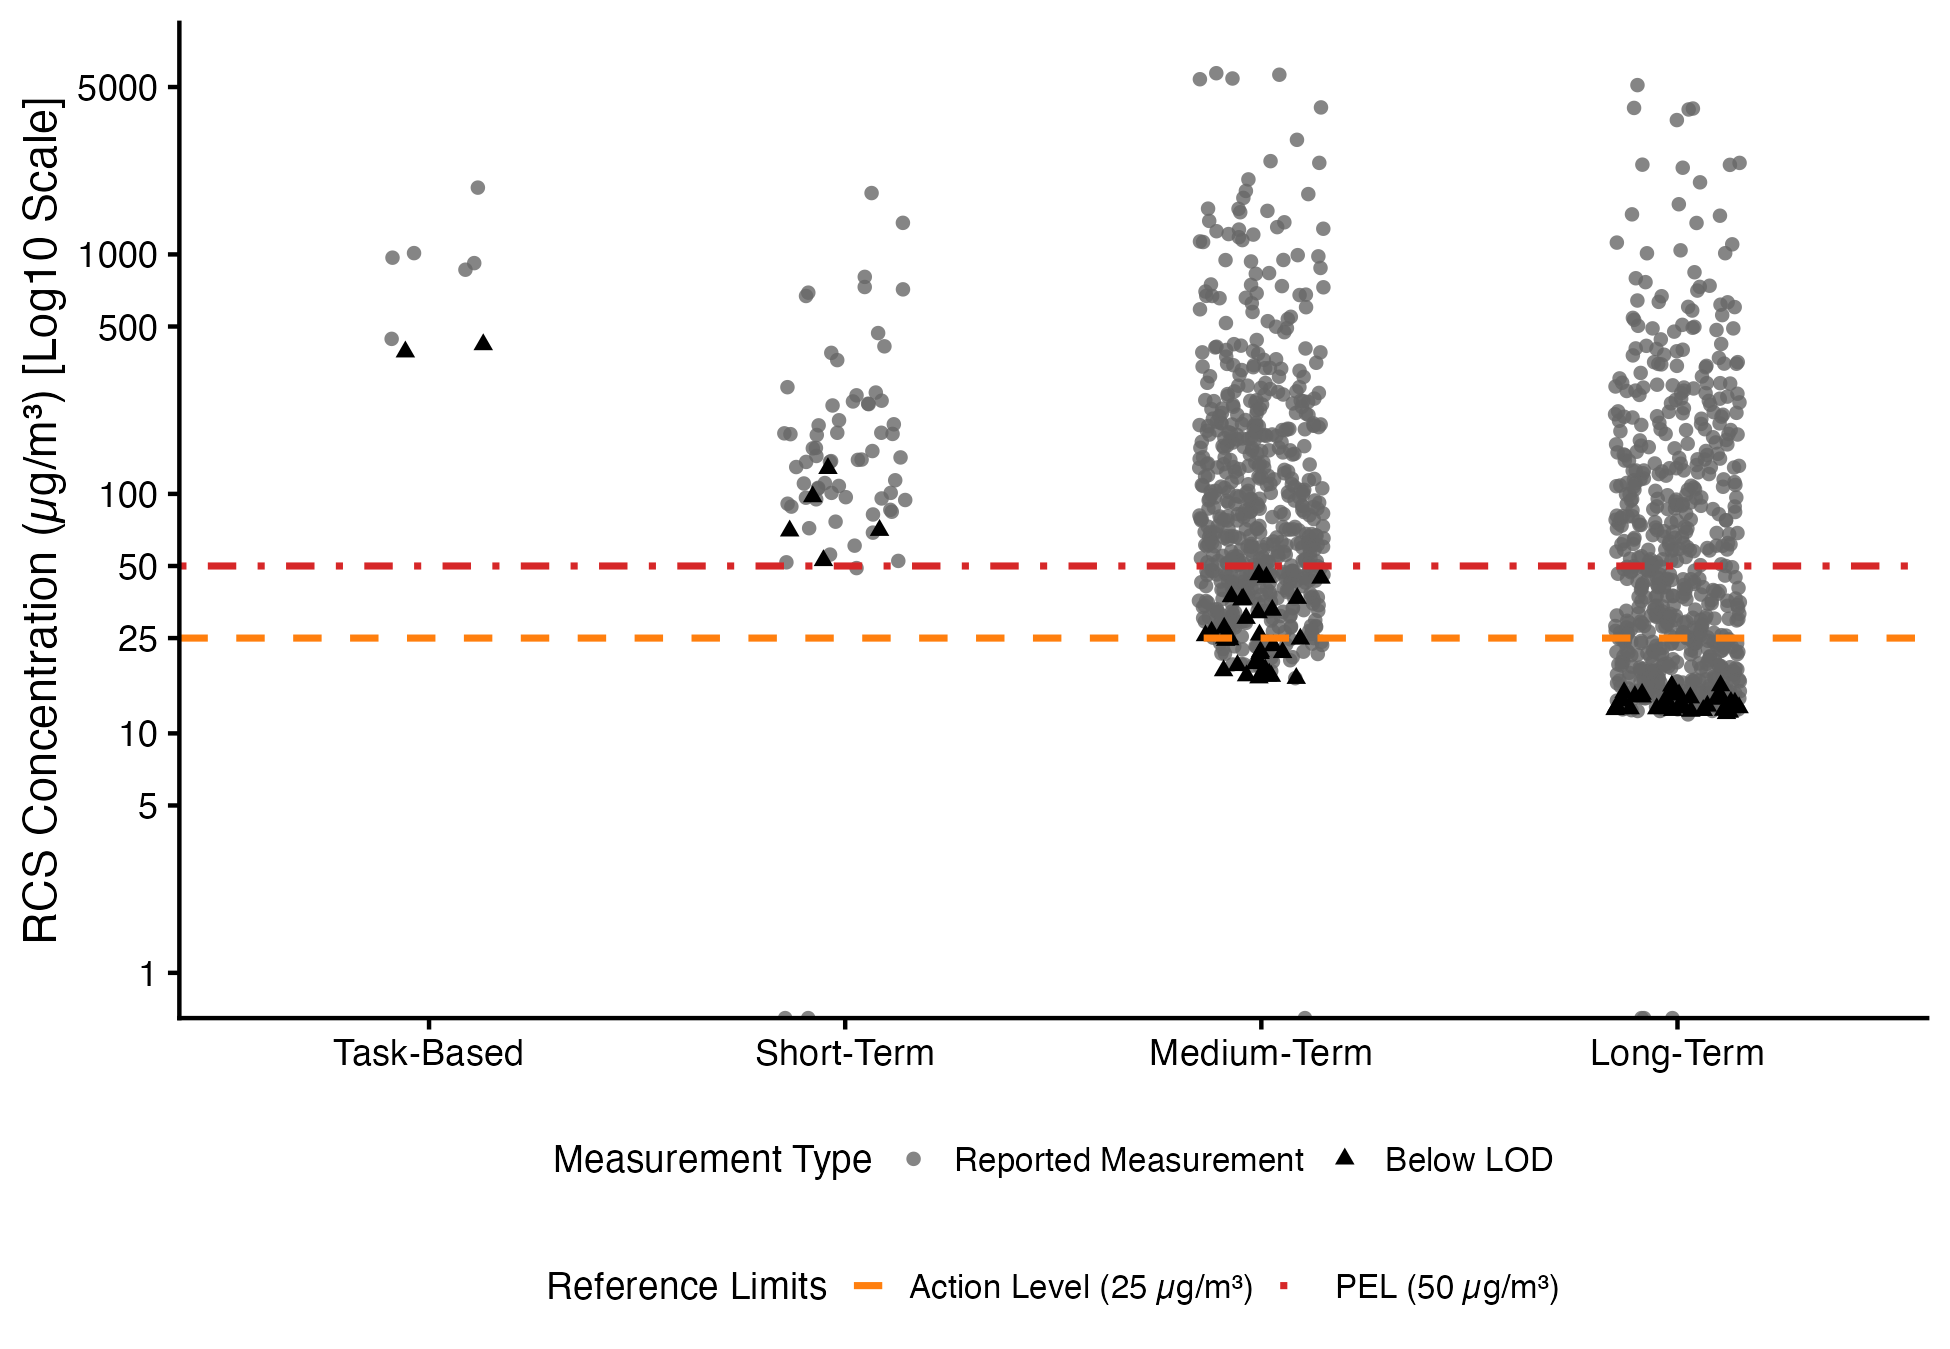 RCS Concentration (µg/m³) [Log10 Scale]
5000
1000
500
100
50
25
10
5
1
Task-Based
Short-Term
Medium-Term
Long-Term
Measurement Type
Reported Measurement
Below LOD
Reference Limits
Action Level (25 µg/m³)
PEL (50 µg/m³)